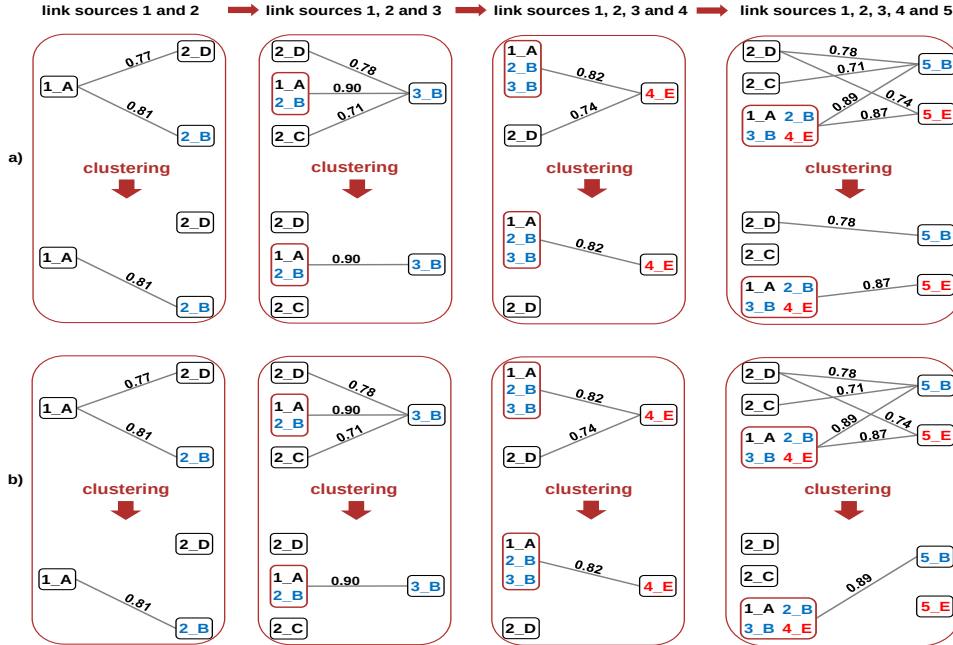 link sources 1 and 2
link sources 1, 2 and 3
link sources 1, 2, 3 and 4
link sources 1, 2, 3, 4 and 5
a)
1_A
0.77
2_D
0.81
2_B
clustering
2_D
1_A
0.81
2_B
2_D
0.78
1_A
2_B
0.90
3_B
0.71
2_C
clustering
2_D
1_A
2_B
0.90
3_B
2_C
1_A
2_B
3_B
0.82
4_E
0.74
2_D
clustering
1_A
2_B
3_B
0.82
4_E
2_D
2_D
0.78
5_B
0.71
2_C
0.74
0.89
5_E
0.87
1_A 2_B
3_B 4_E
clustering
2_D
0.78
5_B
2_C
1_A 2_B
3_B 4_E
0.87
5_E
b)
1_A
0.77
2_D
0.81
2_B
clustering
2_D
1_A
0.81
2_B
2_D
0.78
1_A
2_B
0.90
3_B
0.71
2_C
clustering
2_D
1_A
2_B
0.90
3_B
2_C
1_A
2_B
3_B
0.82
4_E
0.74
2_D
clustering
1_A
2_B
3_B
0.82
4_E
2_D
2_D
0.78
5_B
0.71
2_C
0.74
0.89
5_E
0.87
1_A 2_B
3_B 4_E
clustering
2_D
5_B
2_C
0.89
1_A 2_B
3_B 4_E
5_E